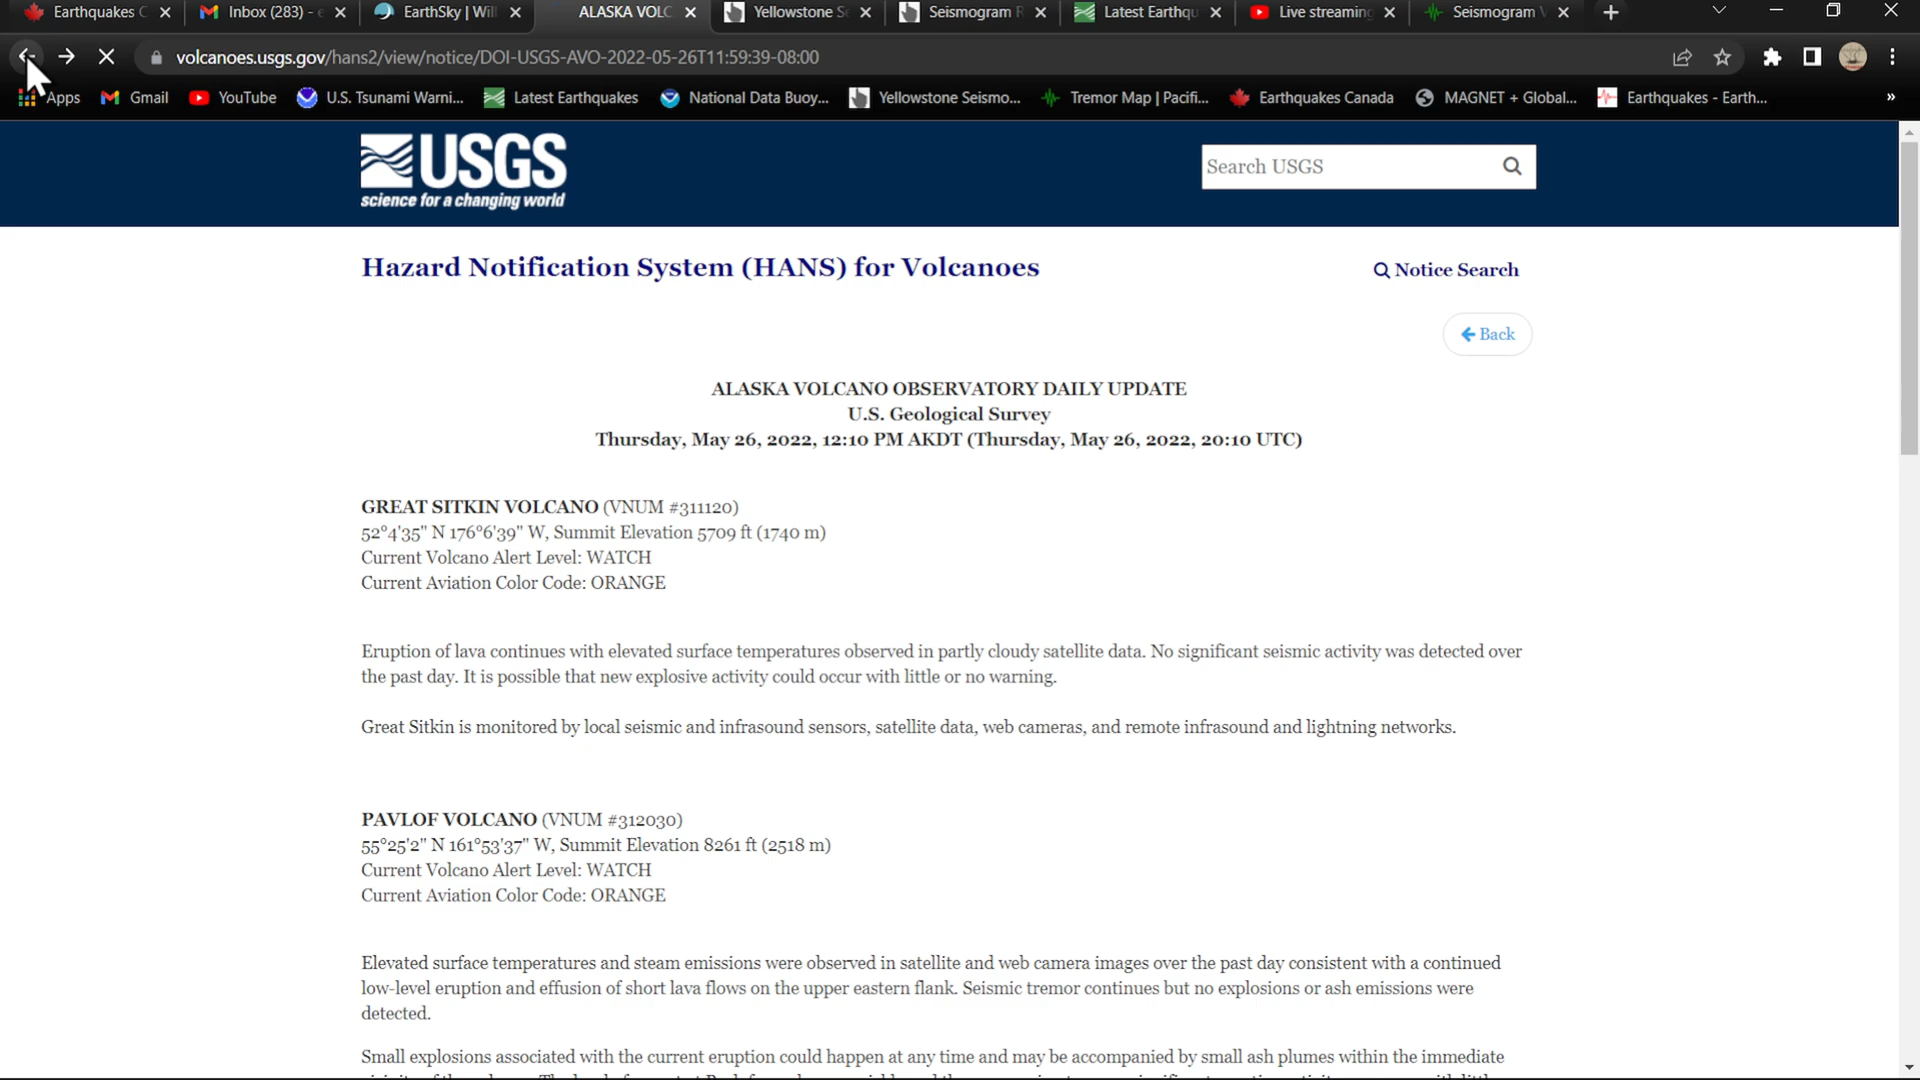 Earthquakes C
Inbox (283) - e
EarthSky | Will
ALASKA VOLC
Yellowstone Se
Seismogram R
Latest Earthqu
Live streaming
Seismogram V
volcanoes.usgs.gov/hans2/view/notice/DOI-USGS-AVO-2022-05-26T11:59:39-08:00
Apps
Gmail
YouTube
U.S. Tsunami Warni...
Latest Earthquakes
National Data Buoy...
Yellowstone Seismo...
Tremor Map | Pacifi...
Earthquakes Canada
MAGNET + Global...
Earthquakes - Earth...
»
USGS
science for a changing world
Search USGS
Hazard Notification System (HANS) for Volcanoes
Notice Search
Back
ALASKA VOLCANO OBSERVATORY DAILY UPDATE
U.S. Geological Survey
Thursday, May 26, 2022, 12:10 PM AKDT (Thursday, May 26, 2022, 20:10 UTC)
GREAT SITKIN VOLCANO (VNUM #311120)
52°4'35" N 176°6'39" W, Summit Elevation 5709 ft (1740 m)
Current Volcano Alert Level: WATCH
Current Aviation Color Code: ORANGE
Eruption of lava continues with elevated surface temperatures observed in partly cloudy satellite data. No significant seismic activity was detected over
the past day. It is possible that new explosive activity could occur with little or no warning.
Great Sitkin is monitored by local seismic and infrasound sensors, satellite data, web cameras, and remote infrasound and lightning networks.
PAVLOF VOLCANO (VNUM #312030)
55°25'2" N 161°53'37" W, Summit Elevation 8261 ft (2518 m)
Current Volcano Alert Level: WATCH
Current Aviation Color Code: ORANGE
Elevated surface temperatures and steam emissions were observed in satellite and web camera images over the past day consistent with a continued
low-level eruption and effusion of short lava flows on the upper eastern flank. Seismic tremor continues but no explosions or ash emissions were
detected.
Small explosions associated with the current eruption could happen at any time and may be accompanied by small ash plumes within the immediate